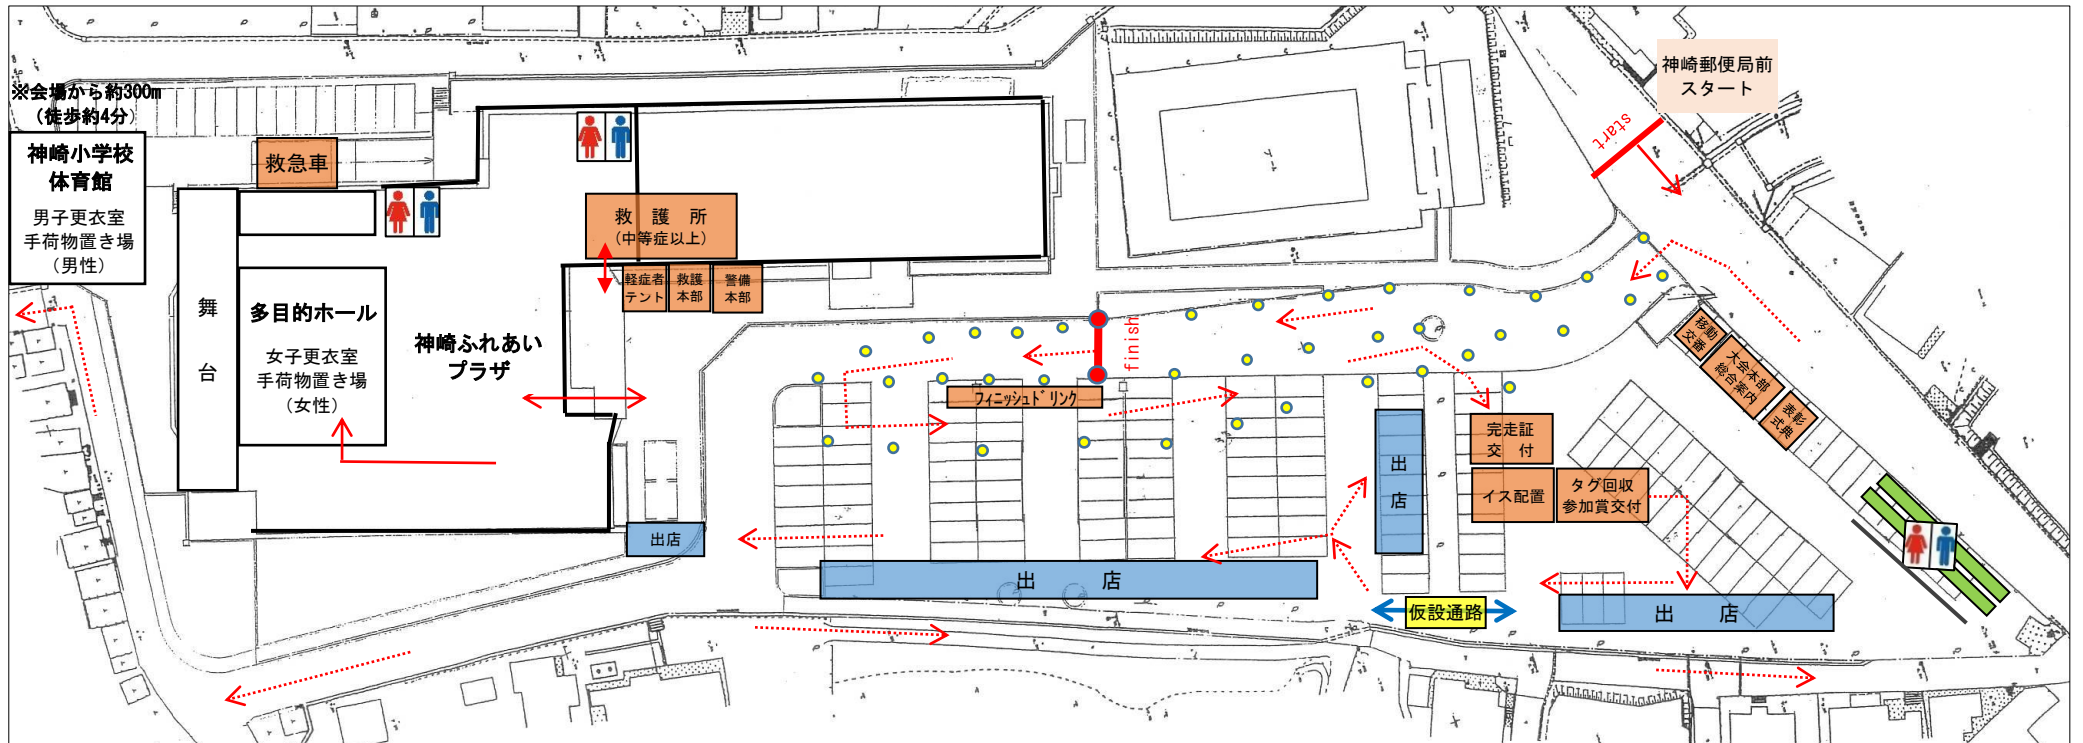 ※会場から約300m
（徒歩約4分）
神崎小学校
体育館
男子更衣室
手荷物置き場
（男性）
救急車
舞
台
多目的ホール
女子更衣室
手荷物置き場
（女性）
神崎ふれあい
プラザ
救 護 所
（中等症以上）
軽症者
テント
救護
本部
警備
本部
プール
finish
フィニッシュドリンク
神崎郵便局前
スタート
start
移動
交番
大会本部
総合案内
表彰
式典
完走証
交 付
イス配置
タグ回収
参加賞交付
出
店
出店
出 店
仮設通路
出 店